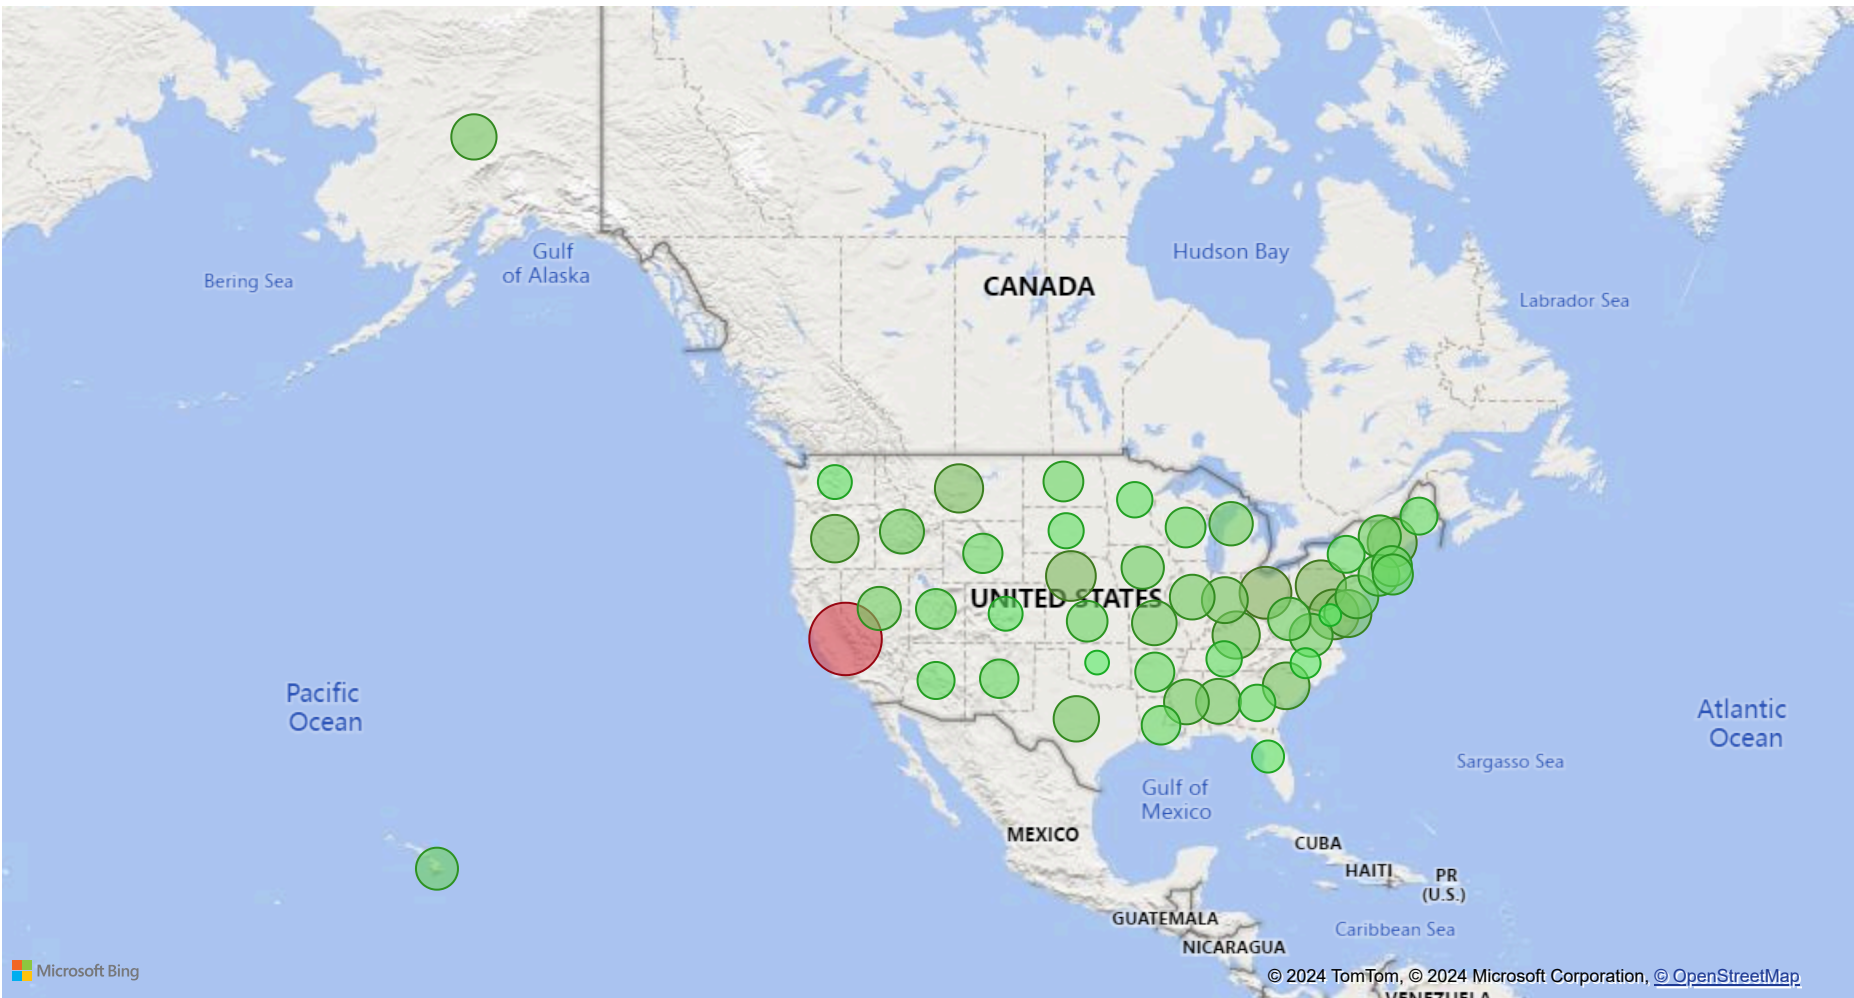 Hudson Bay
Gulf
of Alaska
Bering Sea
CANADA
Labrador Sea
UNITED STATES
Pacific
Ocean
Atlantic
Ocean
Sargasso Sea
Gulf of
Mexico
MEXICO
CUBA
HAITI
PR
(U.S.)
GUATEMALA
Caribbean Sea
NICARAGUA
Microsoft Bing
© 2024 TomTom, © 2024 Microsoft Corporation, © OpenStreetMap
VENEZUELA